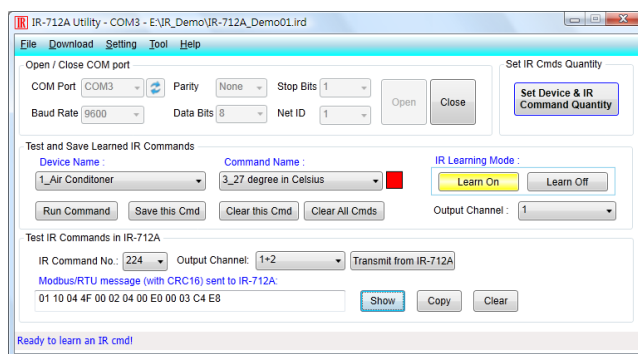 IR-712A Utility - COM3 - E:\IR_Demo\IR-712A_Demo01.ird
File Download Setting Tool Help
Open / Close COM port
Set IR Cmds Quantity
COM Port COM3 Parity None Stop Bits 1
Baud Rate 9600 Data Bits 8 Net ID 1
Open Close
Set Device & IR
Command Quantity
Test and Save Learned IR Commands
Device Name : Command Name : IR Learning Mode :
1_Air Conditoner 3_27 degree in Celsius Learn On Learn Off
Run Command Save this Cmd Clear this Cmd Clear All Cmds Output Channel : 1
Test IR Commands in IR-712A
IR Command No.: 224 Output Channel: 1+2 Transmit from IR-712A
Modbus/RTU message (with CRC16) sent to IR-712A:
01 10 04 4F 00 02 04 00 E0 00 03 C4 E8 Show Copy Clear
Ready to learn an IR cmd!